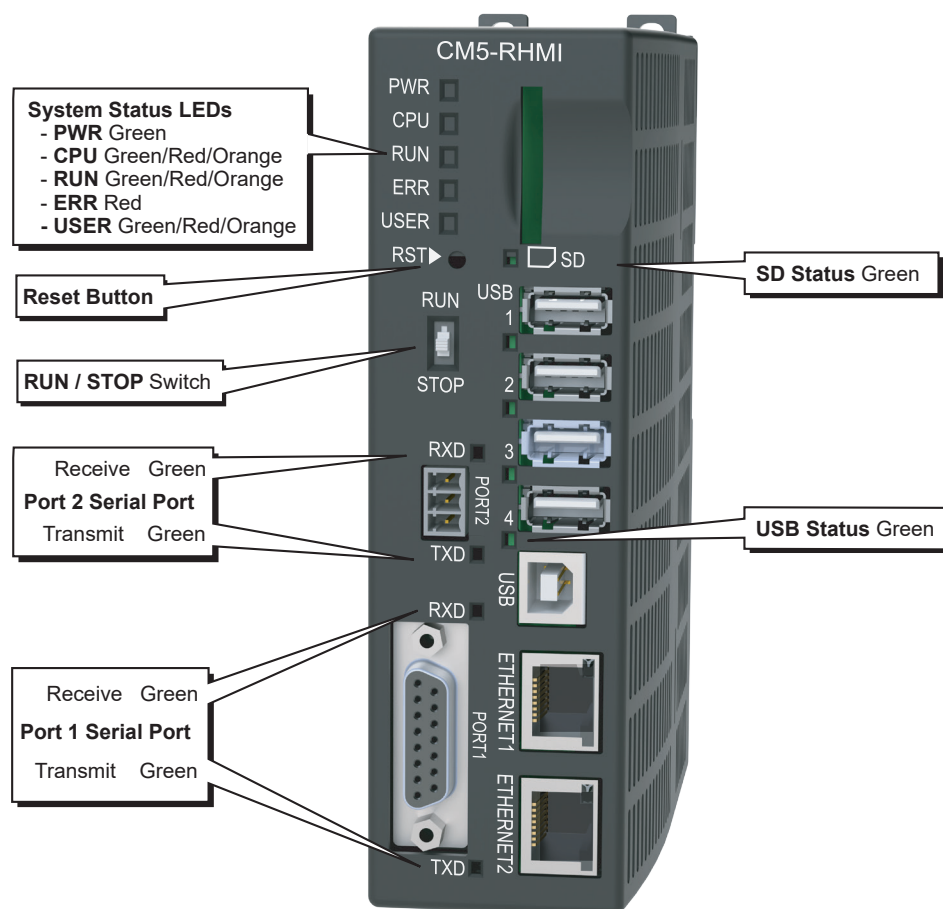 CM5-RHMI
PWR
CPU
RUN
ERR
USER
RST
SD
USB
1
2
3
4
RUN
STOP
RXD
PORT2
TXD
USB
RXD
PORT1
TXD
ETHERNET1
ETHERNET2
System Status LEDs
- PWR Green
- CPU Green/Red/Orange
- RUN Green/Red/Orange
- ERR Red
- USER Green/Red/Orange
Reset Button
RUN / STOP Switch
Receive Green
Port 2 Serial Port
Transmit Green
Receive Green
Port 1 Serial Port
Transmit Green
SD Status Green
USB Status Green